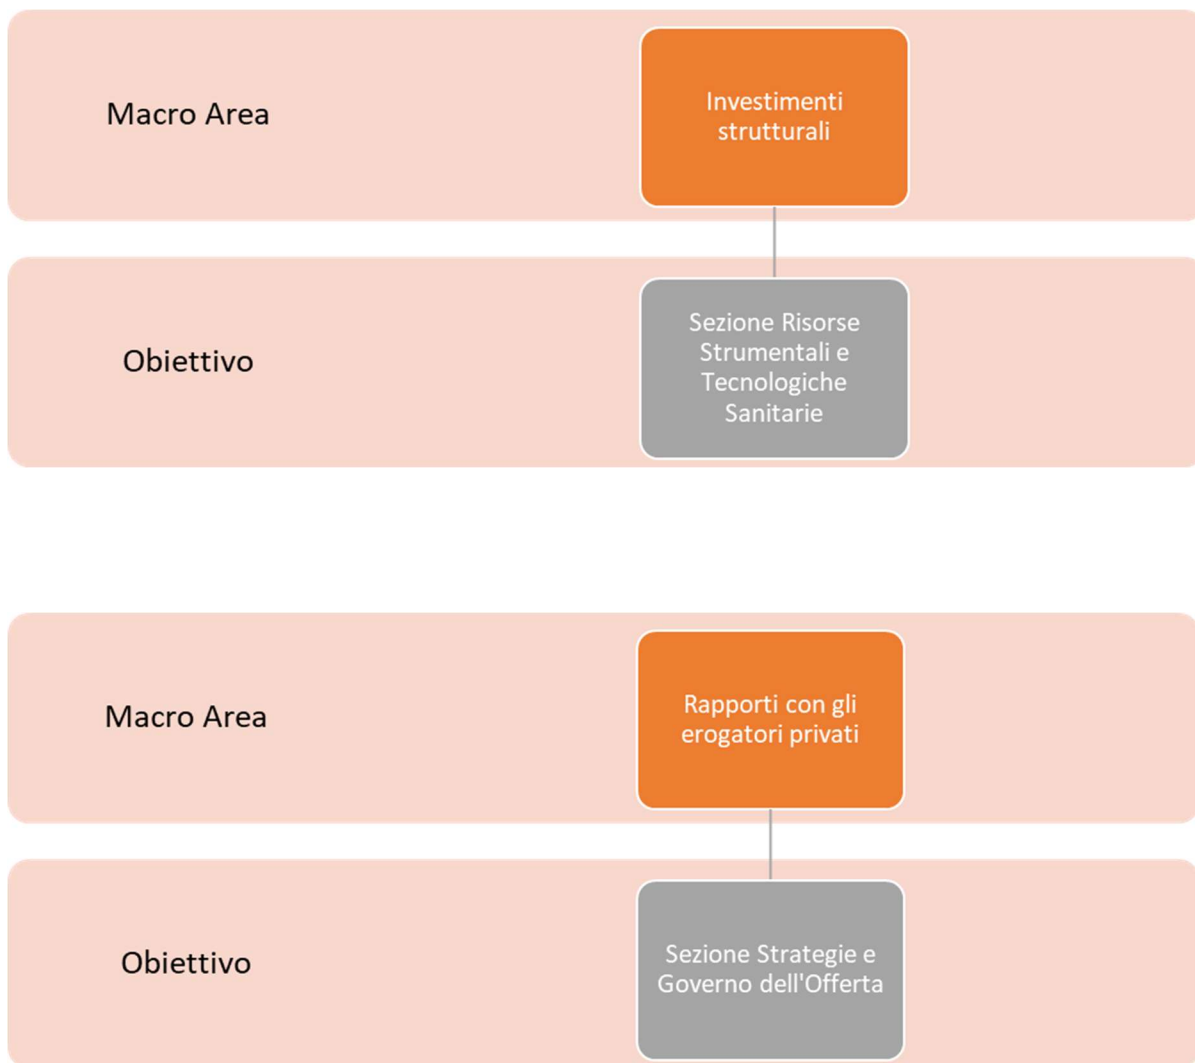 Macro Area
Investimenti
strutturali
Obiettivo
Sezione Risorse
Strumentali e
Tecnologiche
Sanitarie
Macro Area
Rapporti con gli
erogatori privati
Obiettivo
Sezione Strategie e
Governo dell'Offerta